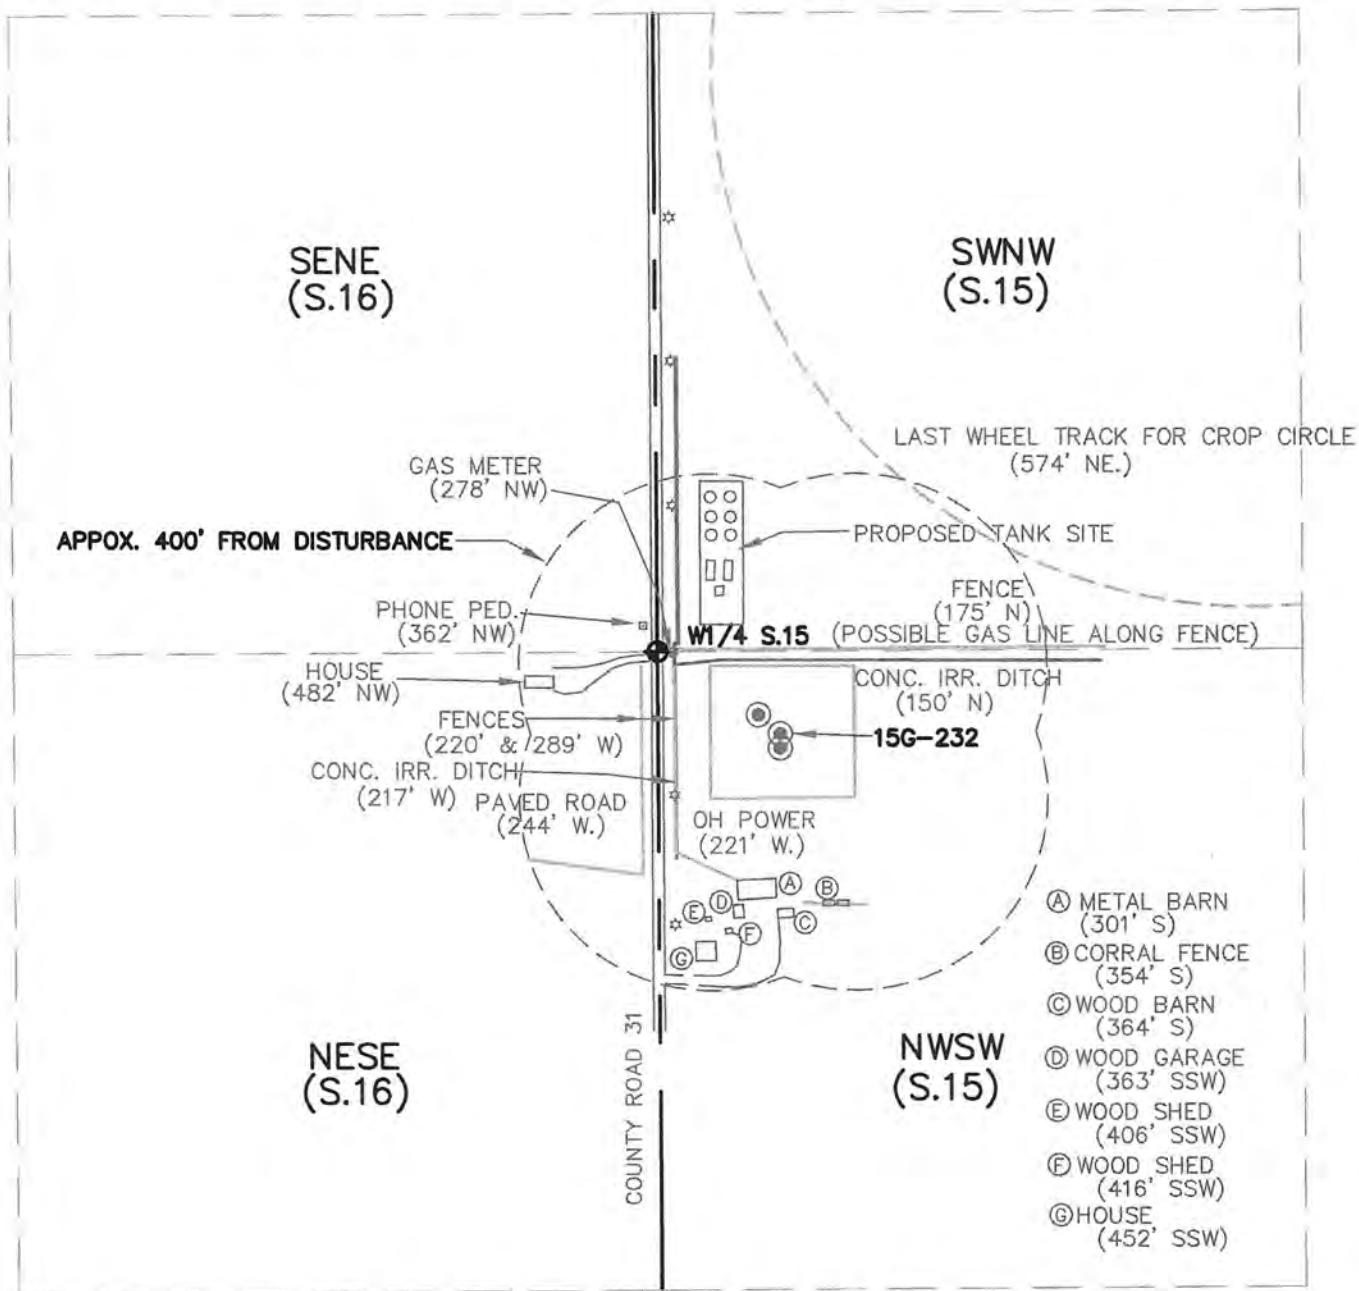 SENE
(S.16)
SWNW
(S.15)
LAST WHEEL TRACK FOR CROP CIRCLE
(574' NE.)
GAS METER
(278' NW)
APPOX. 400' FROM DISTURBANCE
PROPOSED TANK SITE
FENCE
(175' N)
PHONE PED.
(362' NW)
W1/4 S.15
(POSSIBLE GAS LINE ALONG FENCE)
HOUSE
(482' NW)
CONC. IRR. DITCH
(150' N)
FENCES
(220' & 289' W)
15G-232
CONC. IRR. DITCH
(217' W)
PAVED ROAD
(244' W.)
OH POWER
(221' W.)
A
B
C
D
E
F
G
A METAL BARN
(301' S)
B CORRAL FENCE
(354' S)
C WOOD BARN
(364' S)
D WOOD GARAGE
(363' SSW)
E WOOD SHED
(406' SSW)
F WOOD SHED
(416' SSW)
G HOUSE
(452' SSW)
COUNTY ROAD 31
NESE
(S.16)
NWSW
(S.15)